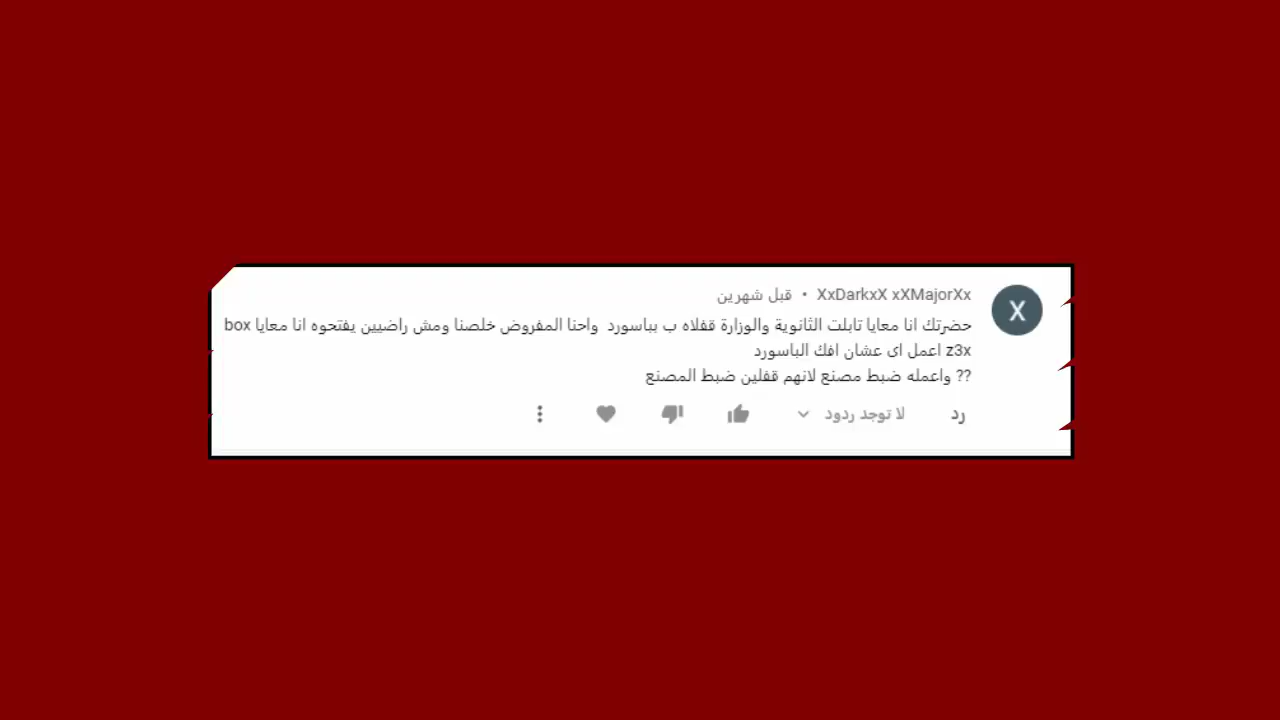 X
XxDarkxX xXMajorXx • قبل شهرين
حضرتك انا معايا تابلت الثانوية والوزارة قفلاه ب بباسورد واحنا المفروض خلصنا ومش راضيين يفتحوه انا معايا box
z3x اعمل اى عشان افك الباسورد
?? واعمله ضبط مصنع لانهم قفلين ضبط المصنع
رد لا توجد ردود